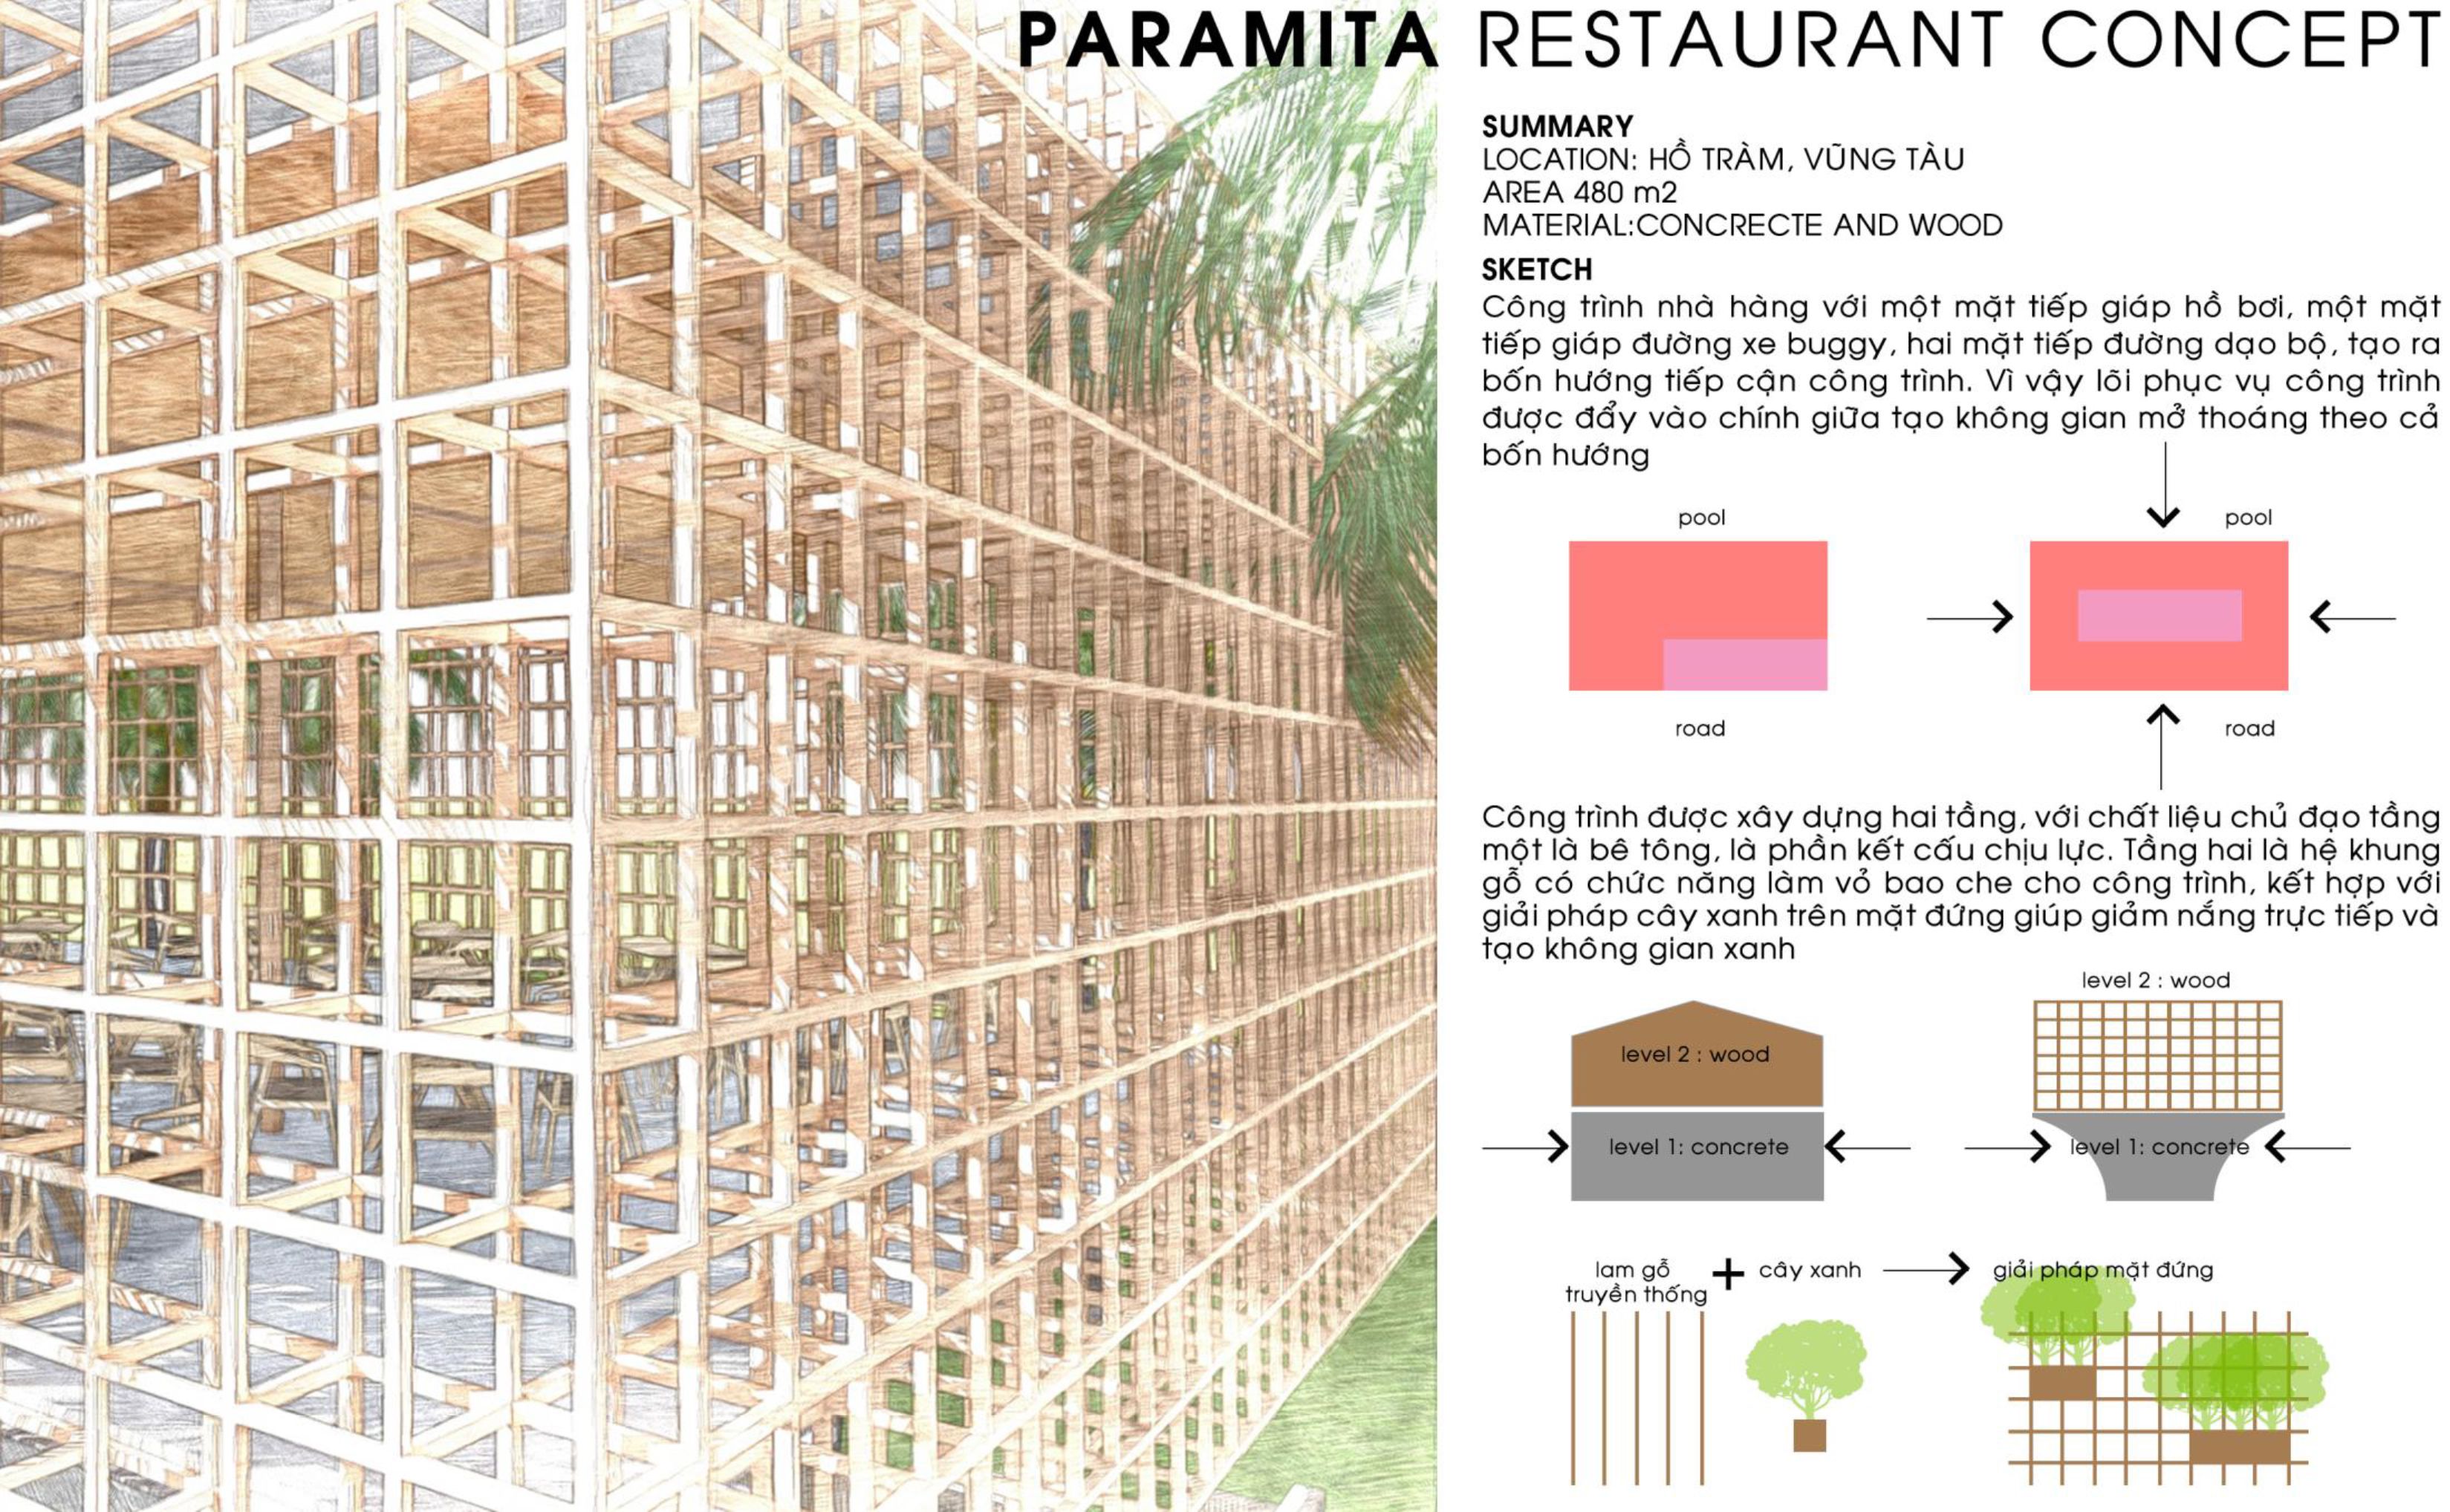 PARAMITA RESTAURANT CONCEPT
SUMMARY
LOCATION: HỒ TRÀM, VŨNG TÀU
AREA 480 m2
MATERIAL:CONCRECTE AND WOOD
SKETCH
Công trình nhà hàng với một mặt tiếp giáp hồ bơi, một mặt
tiếp giáp đường xe buggy, hai mặt tiếp đường dạo bộ, tạo ra
bốn hướng tiếp cận công trình. Vì vậy lõi phục vụ công trình
được đẩy vào chính giữa tạo không gian mở thoáng theo cả
bốn hướng
pool
pool
road
road
Công trình được xây dựng hai tầng, với chất liệu chủ đạo tầng
một là bê tông, là phần kết cấu chịu lực. Tầng hai là hệ khung
gỗ có chức năng làm vỏ bao che cho công trình, kết hợp với
giải pháp cây xanh trên mặt đứng giúp giảm nắng trực tiếp và
tạo không gian xanh
level 2 : wood
level 2 : wood
level 1: concrete
level 1: concrete
lam gỗ
truyền thống
+
cây xanh
giải pháp mặt đứng